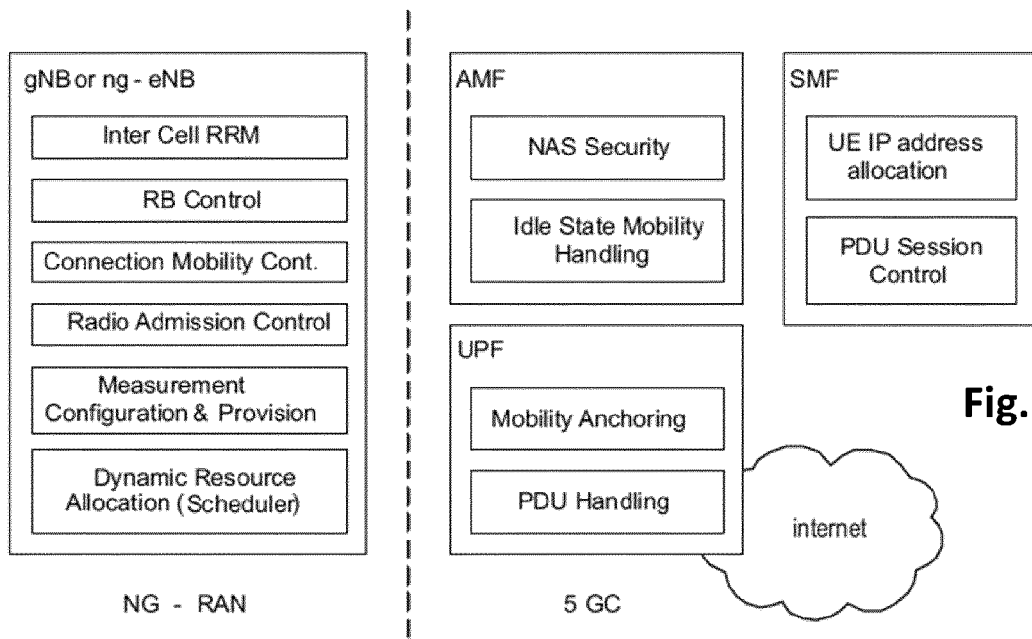 gNB or ng - eNB
Inter Cell RRM
RB Control
Connection Mobility Cont.
Radio Admission Control
Measurement
Configuration & Provision
Dynamic Resource
Allocation (Scheduler)
NG - RAN
AMF
NAS Security
Idle State Mobility
Handling
SMF
UE IP address
allocation
PDU Session
Control
UPF
Mobility Anchoring
PDU Handling
internet
5 GC
Fig.